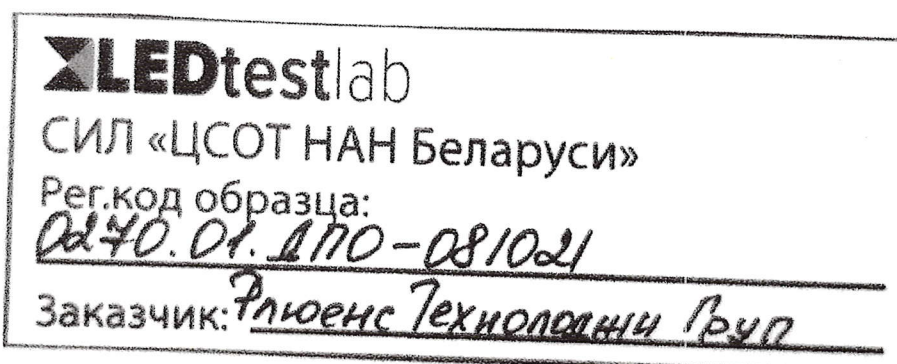 LEDtestlab
СИЛ «ЦСОТ НАН Беларуси»
Рег.код образца:
0270.01.ДПО-081021
Заказчик: Флюенс Технолоджи Груп